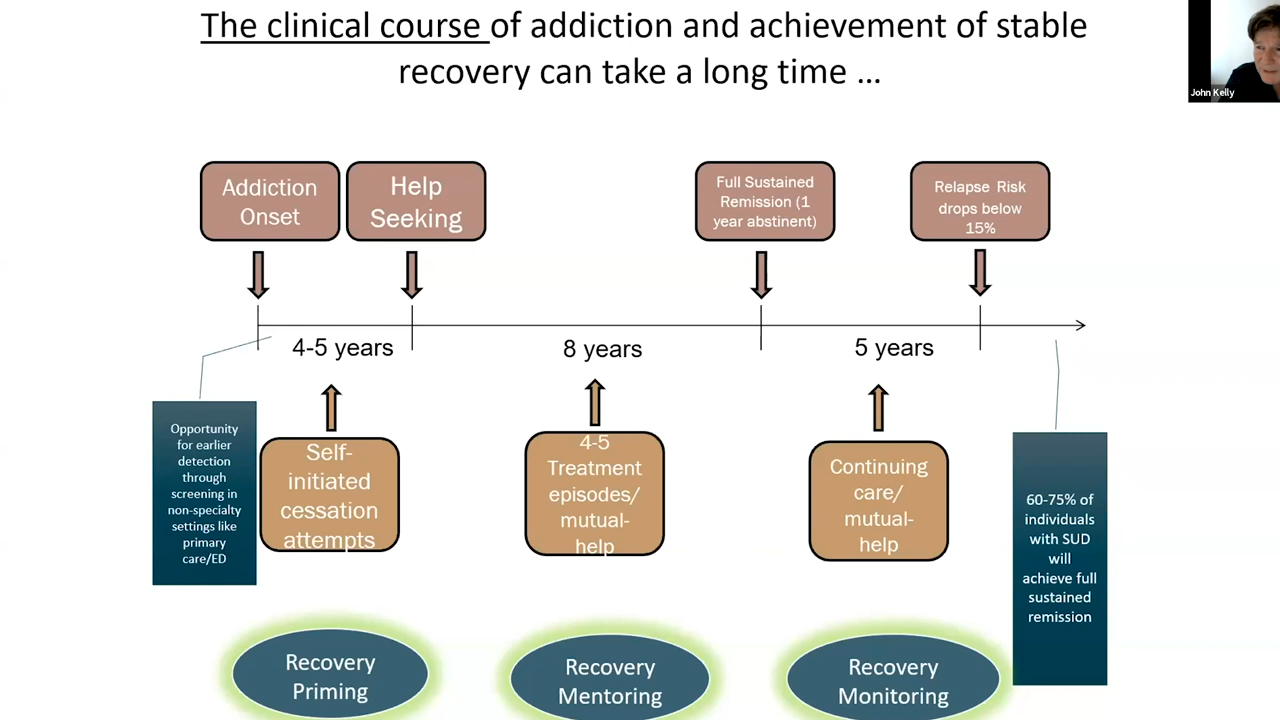 The clinical course of addiction and achievement of stable
recovery can take a long time …
John Kelly
Addiction
Onset
Help
Seeking
Full Sustained
Remission (1
year abstinent)
Relapse Risk
drops below
15%
4-5 years
8 years
5 years
Opportunity
for earlier
detection
through
screening in
non-specialty
settings like
primary
care/ED
Self-
initiated
cessation
attempts
4-5
Treatment
episodes/
mutual-
help
Continuing
care/
mutual-
help
60-75% of
individuals
with SUD
will
achieve full
sustained
remission
Recovery
Priming
Recovery
Mentoring
Recovery
Monitoring